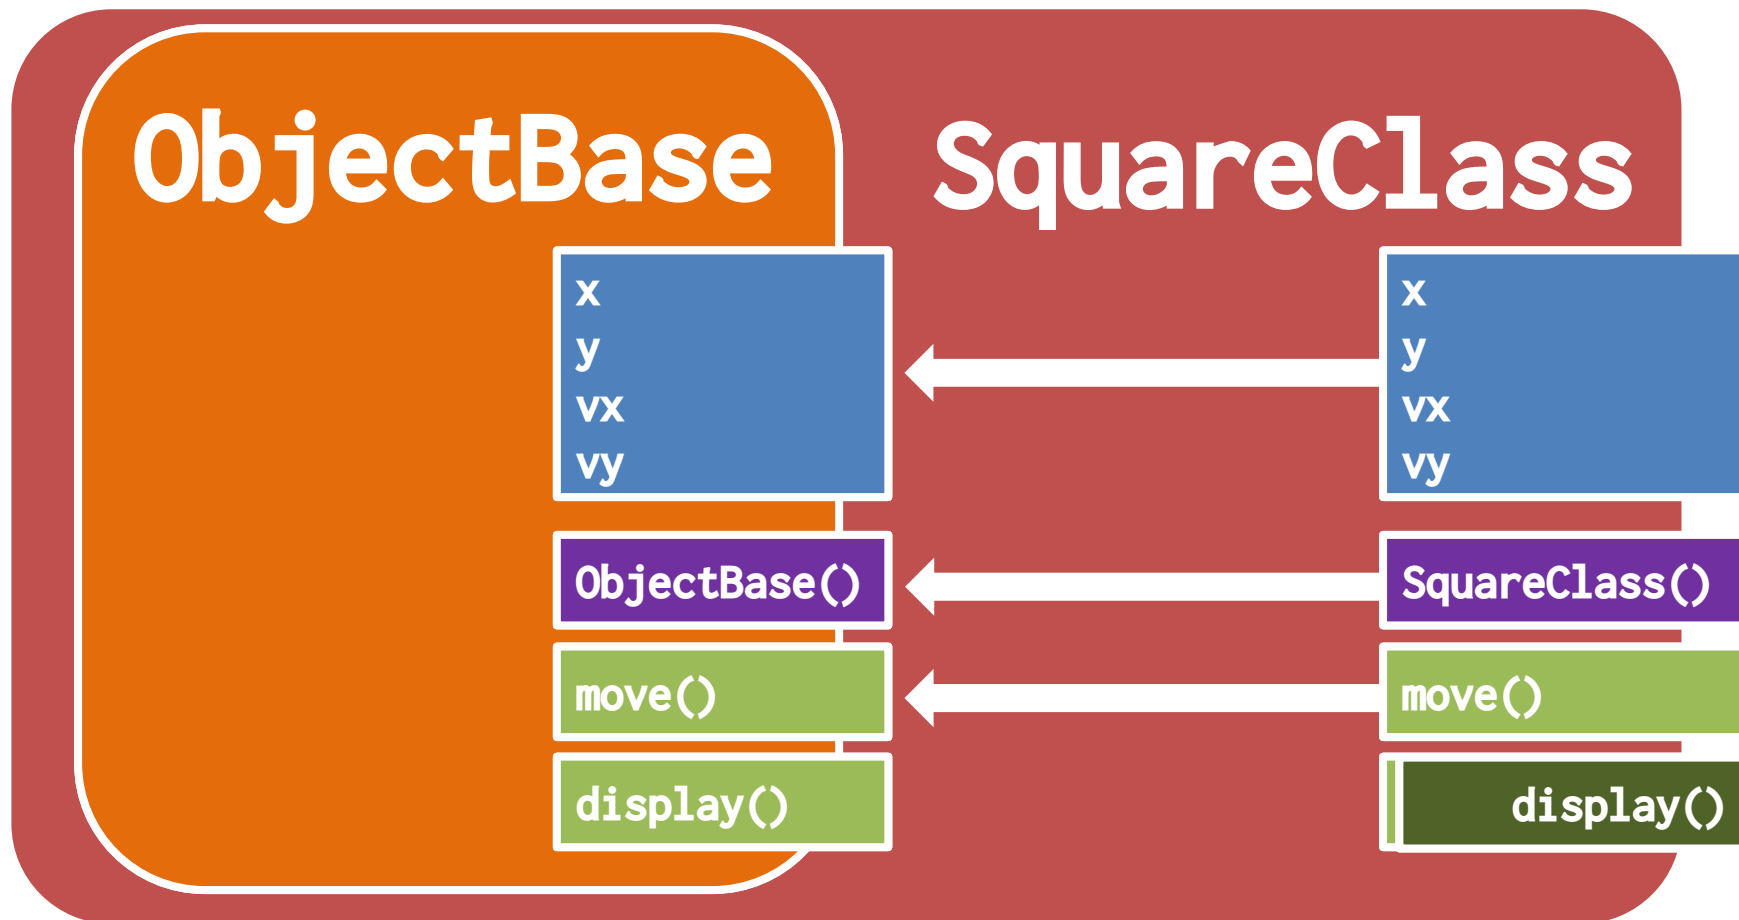 ObjectBase
x
y
vx
vy
ObjectBase()
move()
display()
SquareClass
x
y
vx
vy
SquareClass()
move()
display()